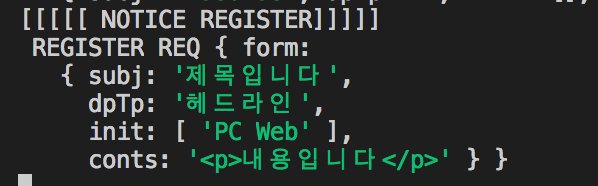 [[[[[ NOTICE REGISTER]]]]]
REGISTER REQ { form:
{ subj: '제목입니다',
dpTp: '헤드라인',
init: [ 'PC Web' ],
conts: '<p>내용입니다</p>' } }